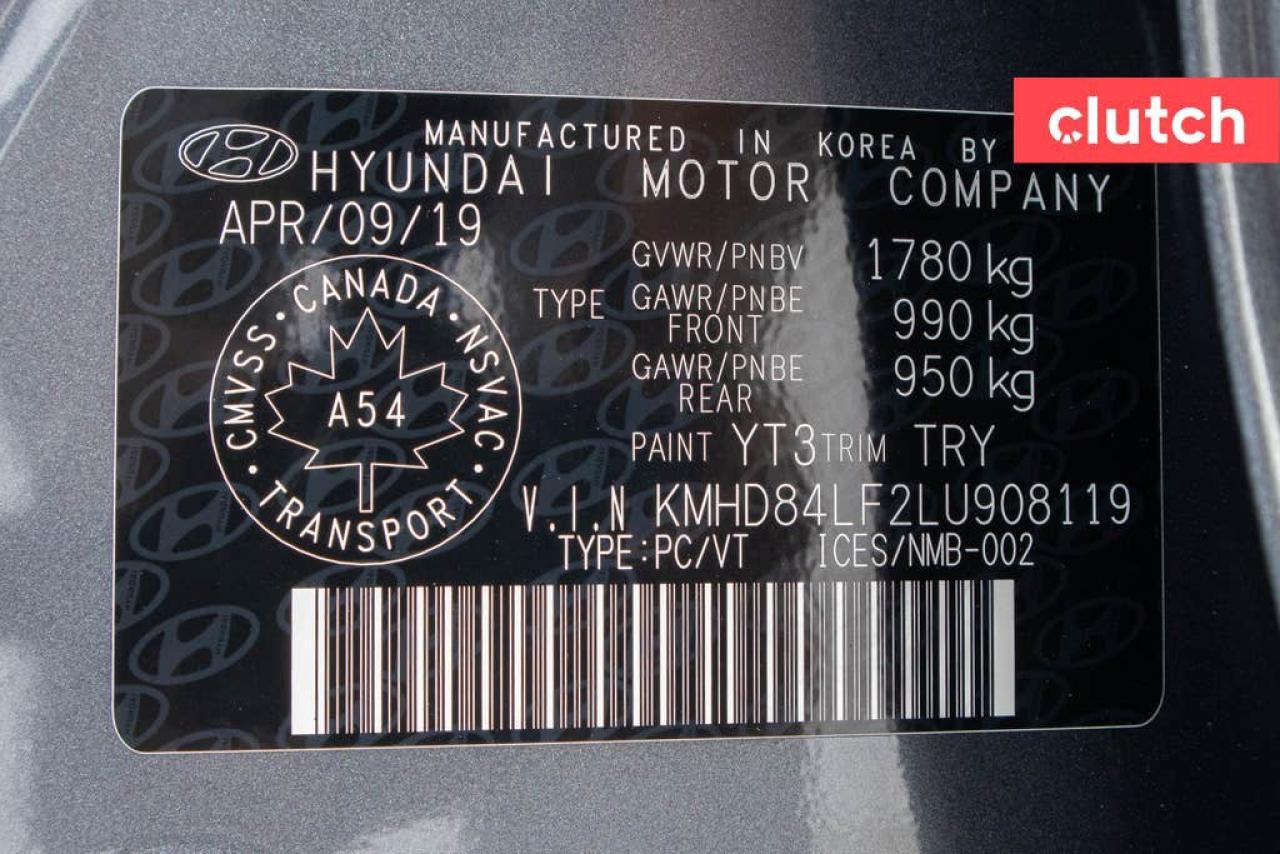 clutch
MANUFACTURED IN KOREA BY
HYUNDAI MOTOR COMPANY
APR/09/19
GVWR/PNBV 1780 kg
TYPE GAWR/PNBE FRONT 990 kg
GAWR/PNBE REAR 950 kg
CMVSS · CANADA · NSVAC · TRANSPORT ·
A54
PAINT YT3 TRIM TRY
V.I.N KMHD84LF2LU908119
TYPE:PC/VT ICES/NMB-002